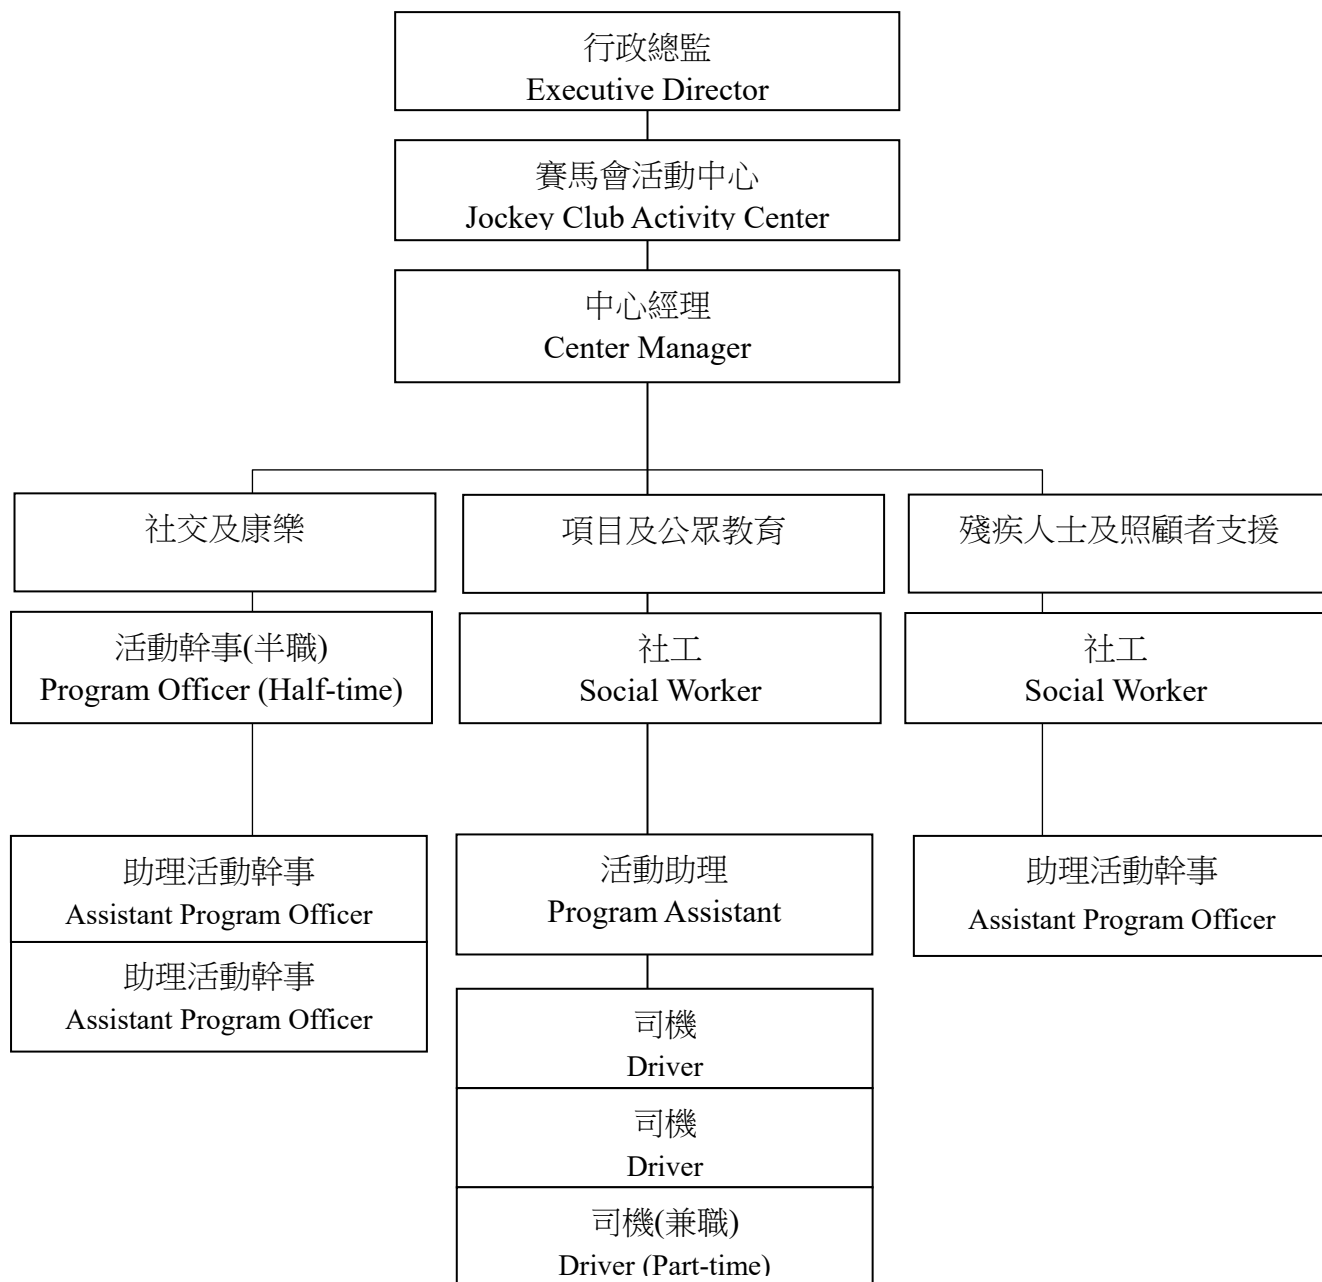 行政總監
Executive Director
賽馬會活動中心
Jockey Club Activity Center
中心經理
Center Manager
社交及康樂
項目及公眾教育
殘疾人士及照顧者支援
活動幹事(半職)
Program Officer (Half-time)
社工
Social Worker
社工
Social Worker
助理活動幹事
Assistant Program Officer
助理活動幹事
Assistant Program Officer
活動助理
Program Assistant
助理活動幹事
Assistant Program Officer
司機
Driver
司機
Driver
司機(兼職)
Driver (Part-time)